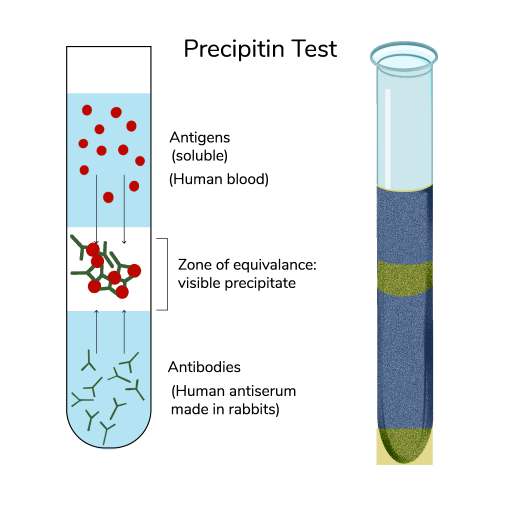 Precipitin Test
Antigens
(soluble)
(Human blood)
Zone of equivalance:
visible precipitate
Antibodies
(Human antiserum
made in rabbits)